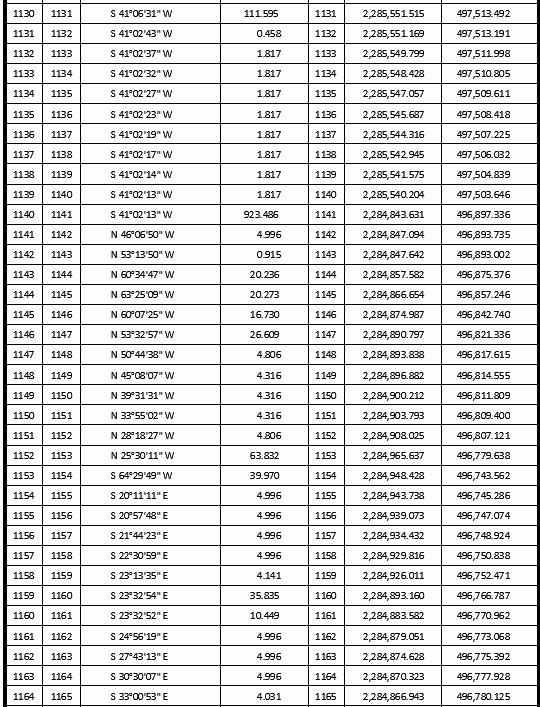 1130 1131 S 41°06'31" W 111.595 1131 2,285,551.515 497,513.492
1131 1132 S 41°02'43" W 0.458 1132 2,285,551.169 497,513.191
1132 1133 S 41°02'37" W 1.817 1133 2,285,549.799 497,511.998
1133 1134 S 41°02'32" W 1.817 1134 2,285,548.428 497,510.805
1134 1135 S 41°02'27" W 1.817 1135 2,285,547.057 497,509.611
1135 1136 S 41°02'23" W 1.817 1136 2,285,545.687 497,508.418
1136 1137 S 41°02'19" W 1.817 1137 2,285,544.316 497,507.225
1137 1138 S 41°02'17" W 1.817 1138 2,285,542.945 497,506.032
1138 1139 S 41°02'14" W 1.817 1139 2,285,541.575 497,504.839
1139 1140 S 41°02'13" W 1.817 1140 2,285,540.204 497,503.646
1140 1141 S 41°02'13" W 923.486 1141 2,284,843.631 496,897.336
1141 1142 N 46°06'50" W 4.996 1142 2,284,847.094 496,893.735
1142 1143 N 53°13'50" W 0.915 1143 2,284,847.642 496,893.002
1143 1144 N 60°34'47" W 20.236 1144 2,284,857.582 496,875.376
1144 1145 N 63°25'09" W 20.273 1145 2,284,866.654 496,857.246
1145 1146 N 60°07'25" W 16.730 1146 2,284,874.987 496,842.740
1146 1147 N 53°32'57" W 26.609 1147 2,284,890.797 496,821.336
1147 1148 N 50°44'38" W 4.806 1148 2,284,893.838 496,817.615
1148 1149 N 45°08'07" W 4.316 1149 2,284,896.882 496,814.555
1149 1150 N 39°31'31" W 4.316 1150 2,284,900.212 496,811.809
1150 1151 N 33°55'02" W 4.316 1151 2,284,903.793 496,809.400
1151 1152 N 28°18'27" W 4.806 1152 2,284,908.025 496,807.121
1152 1153 N 25°30'11" W 63.832 1153 2,284,965.637 496,779.638
1153 1154 S 64°29'49" W 39.970 1154 2,284,948.428 496,743.562
1154 1155 S 20°11'11" E 4.996 1155 2,284,943.738 496,745.286
1155 1156 S 20°57'48" E 4.996 1156 2,284,939.073 496,747.074
1156 1157 S 21°44'23" E 4.996 1157 2,284,934.432 496,748.924
1157 1158 S 22°30'59" E 4.996 1158 2,284,929.816 496,750.838
1158 1159 S 23°13'35" E 4.141 1159 2,284,926.011 496,752.471
1159 1160 S 23°32'54" E 35.835 1160 2,284,893.160 496,766.787
1160 1161 S 23°32'52" E 10.449 1161 2,284,883.582 496,770.962
1161 1162 S 24°56'19" E 4.996 1162 2,284,879.051 496,773.068
1162 1163 S 27°43'13" E 4.996 1163 2,284,874.628 496,775.392
1163 1164 S 30°30'07" E 4.996 1164 2,284,870.323 496,777.928
1164 1165 S 33°00'53" E 4.031 1165 2,284,866.943 496,780.125